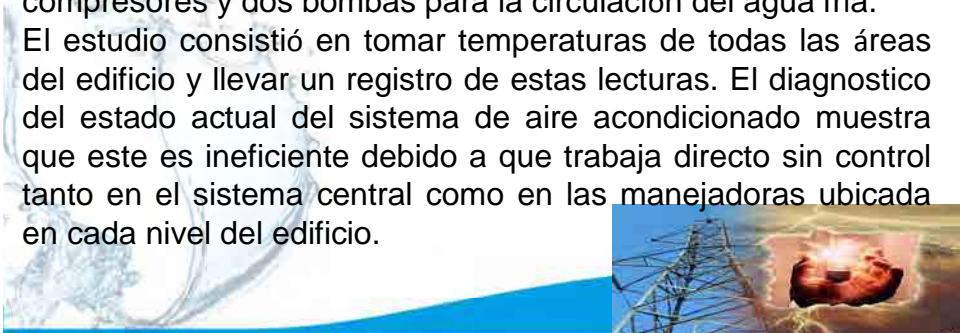 compresores y dos bombas para la circulación del agua fría.
El estudio consistió en tomar temperaturas de todas las áreas
del edificio y llevar un registro de estas lecturas. El diagnostico
del estado actual del sistema de aire acondicionado muestra
que este es ineficiente debido a que trabaja directo sin control
tanto en el sistema central como en las manejadoras ubicada
en cada nivel del edificio.